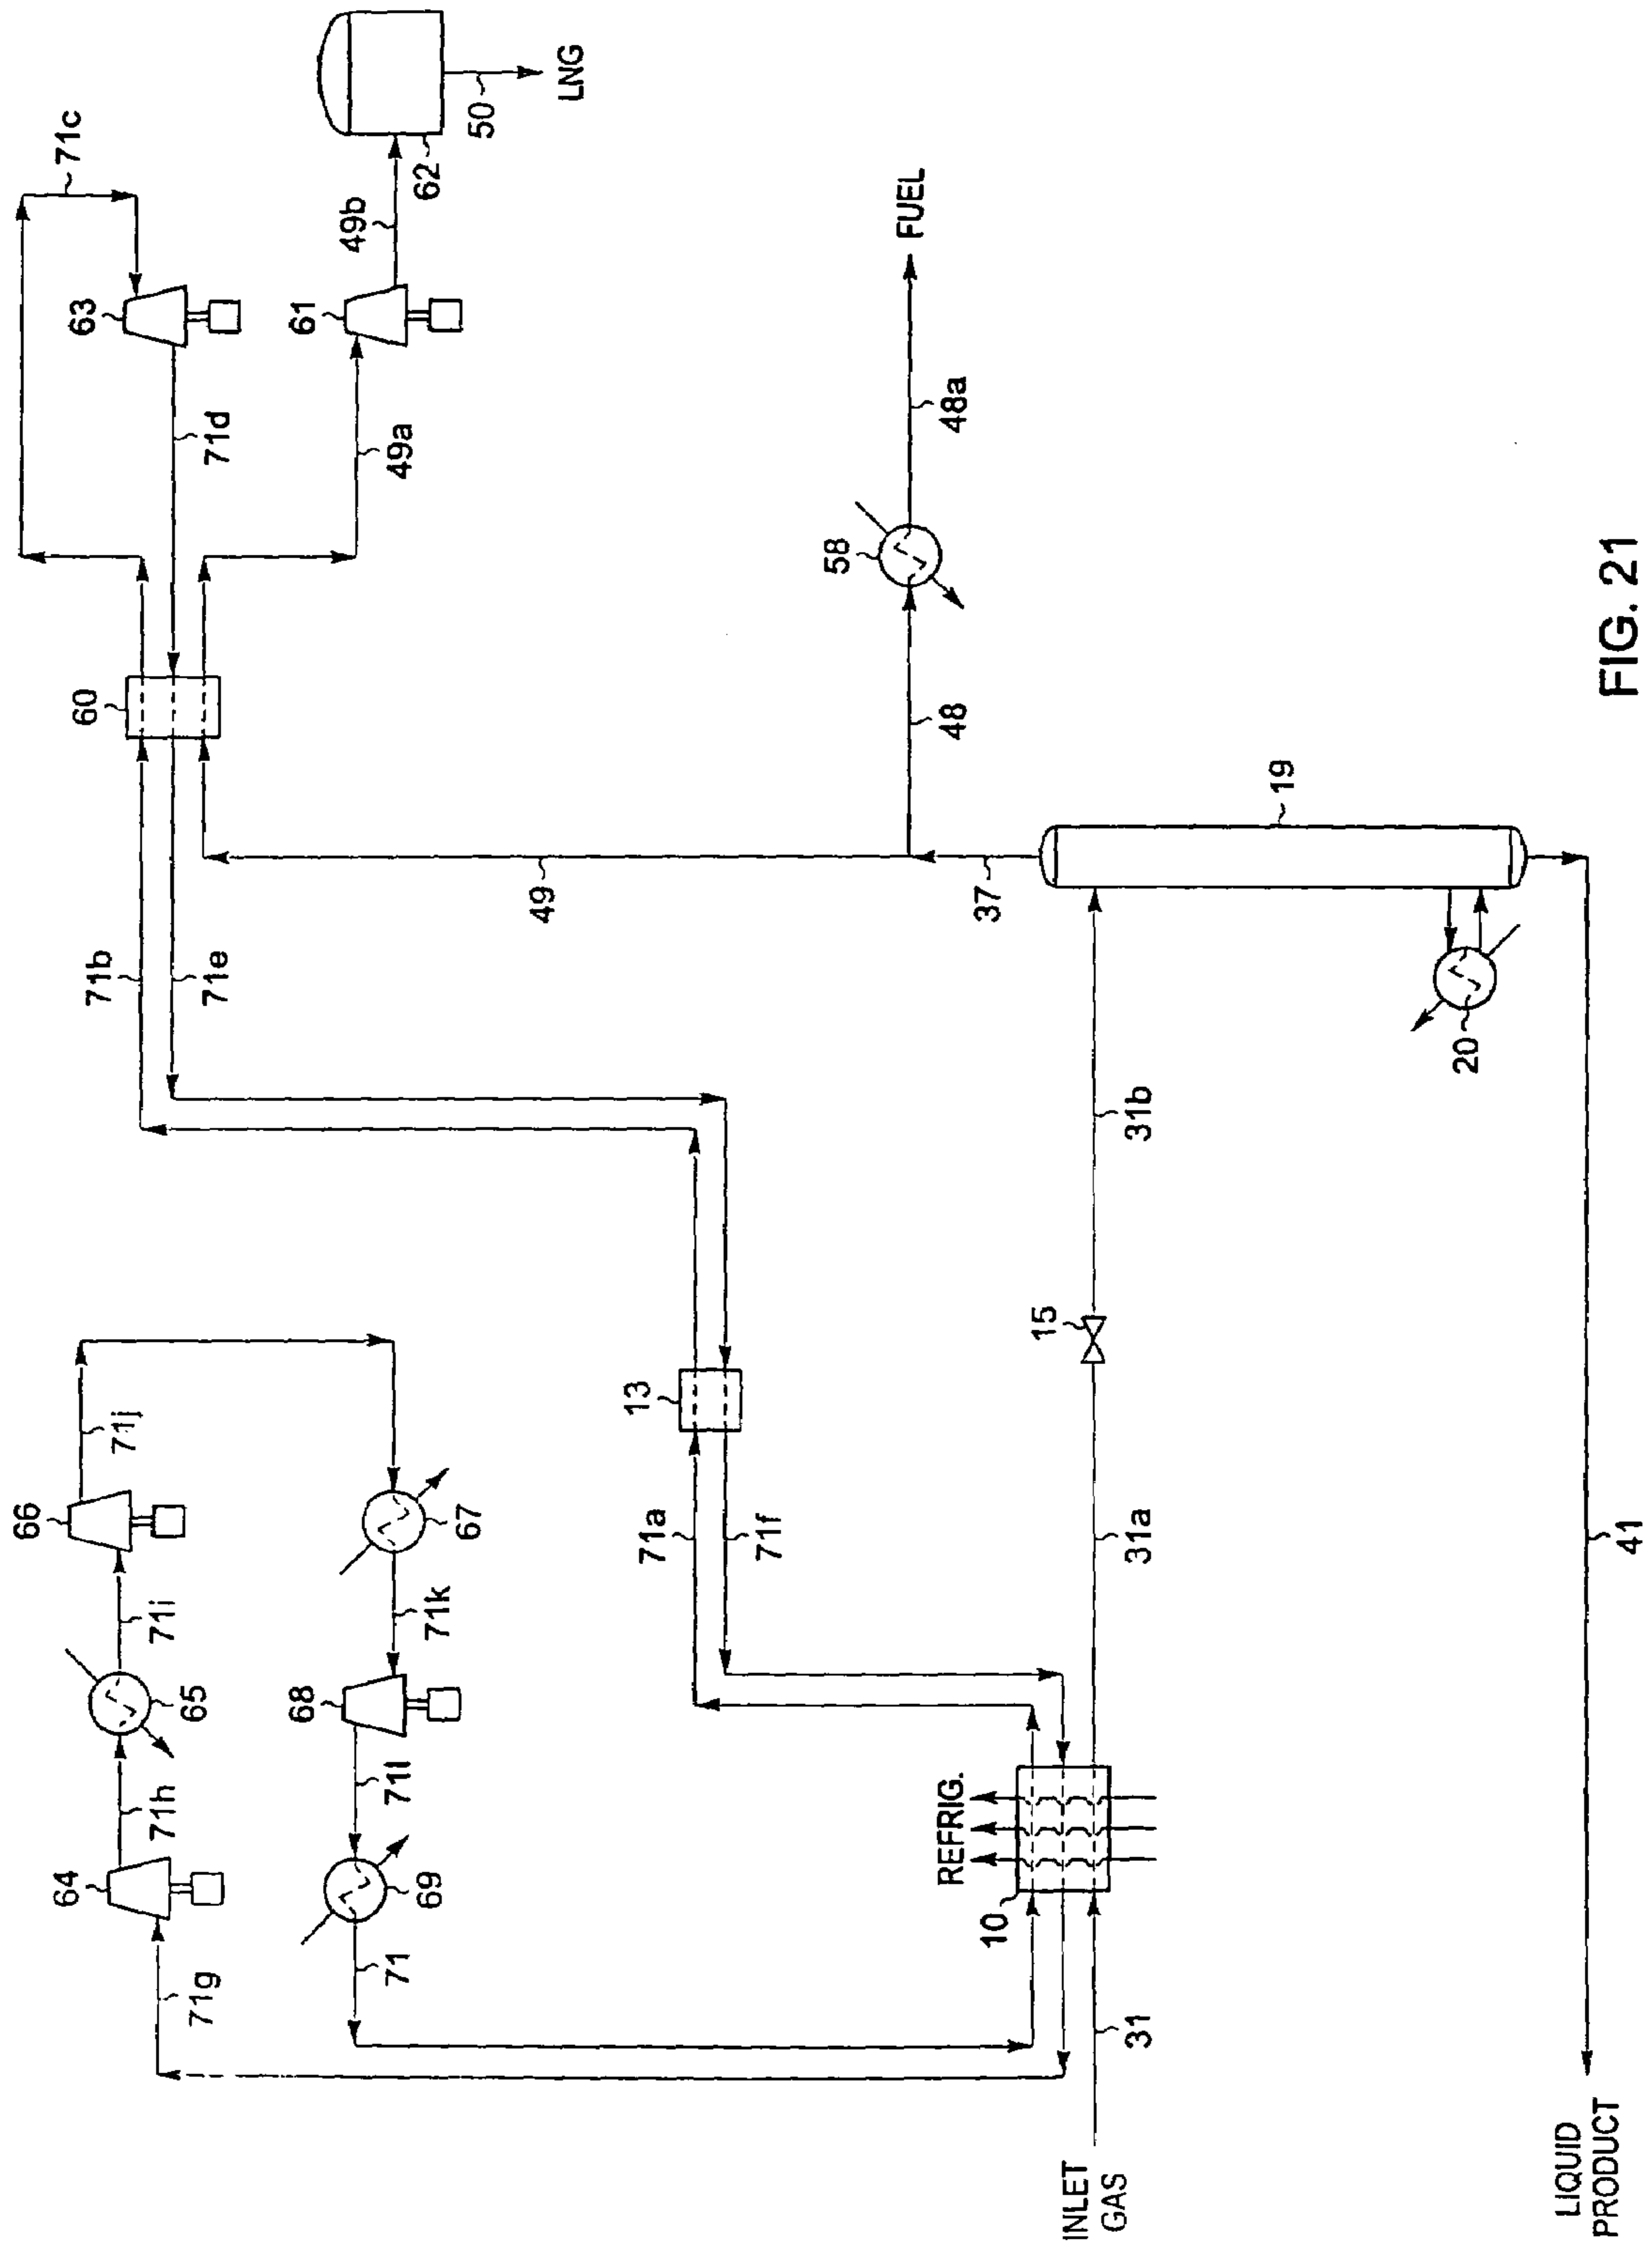 66
71j
64
71h
65
71i
71g
68
71k
67
71l
69
71
60
63
71c
71d
61
49b
62
50
LNG
49a
71b
71e
13
71a
71f
49
58
48
48a
FUEL
37
REFRIG.
10
15
31b
31a
31
INLET
GAS
19
20
41
LIQUID
PRODUCT
FIG. 21